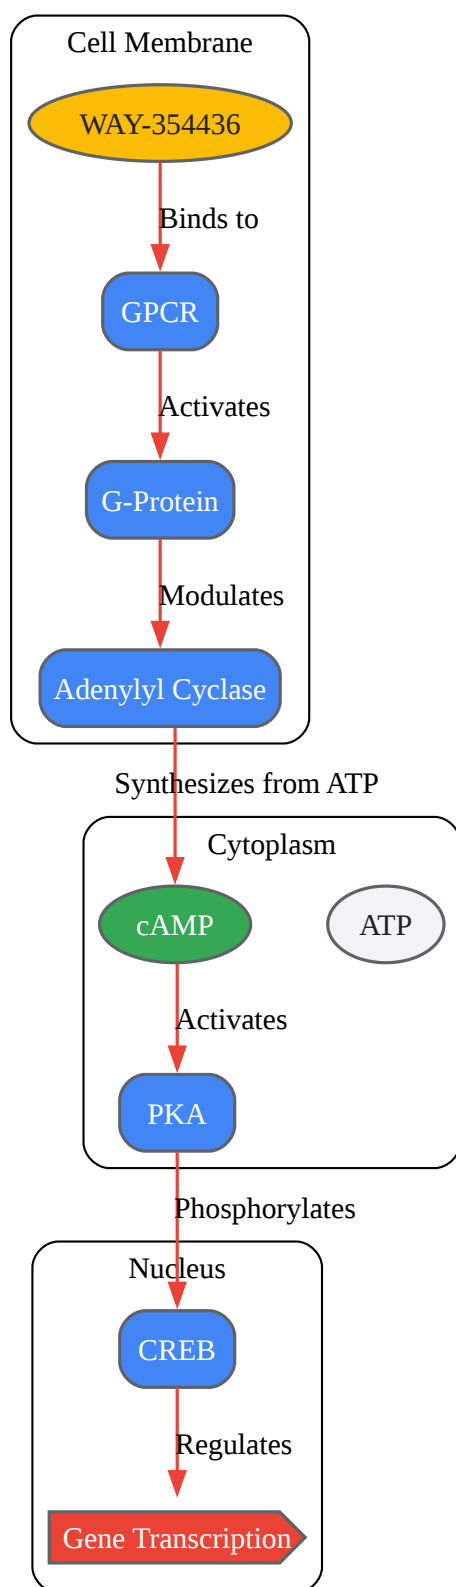 Cell Membrane
WAY-354436
Binds to
GPCR
Activates
G-Protein
Modulates
Adenylyl Cyclase
Synthesizes from ATP
Cytoplasm
cAMP
ATP
Activates
PKA
Phosphorylates
Nucleus
CREB
Regulates
Gene Transcription